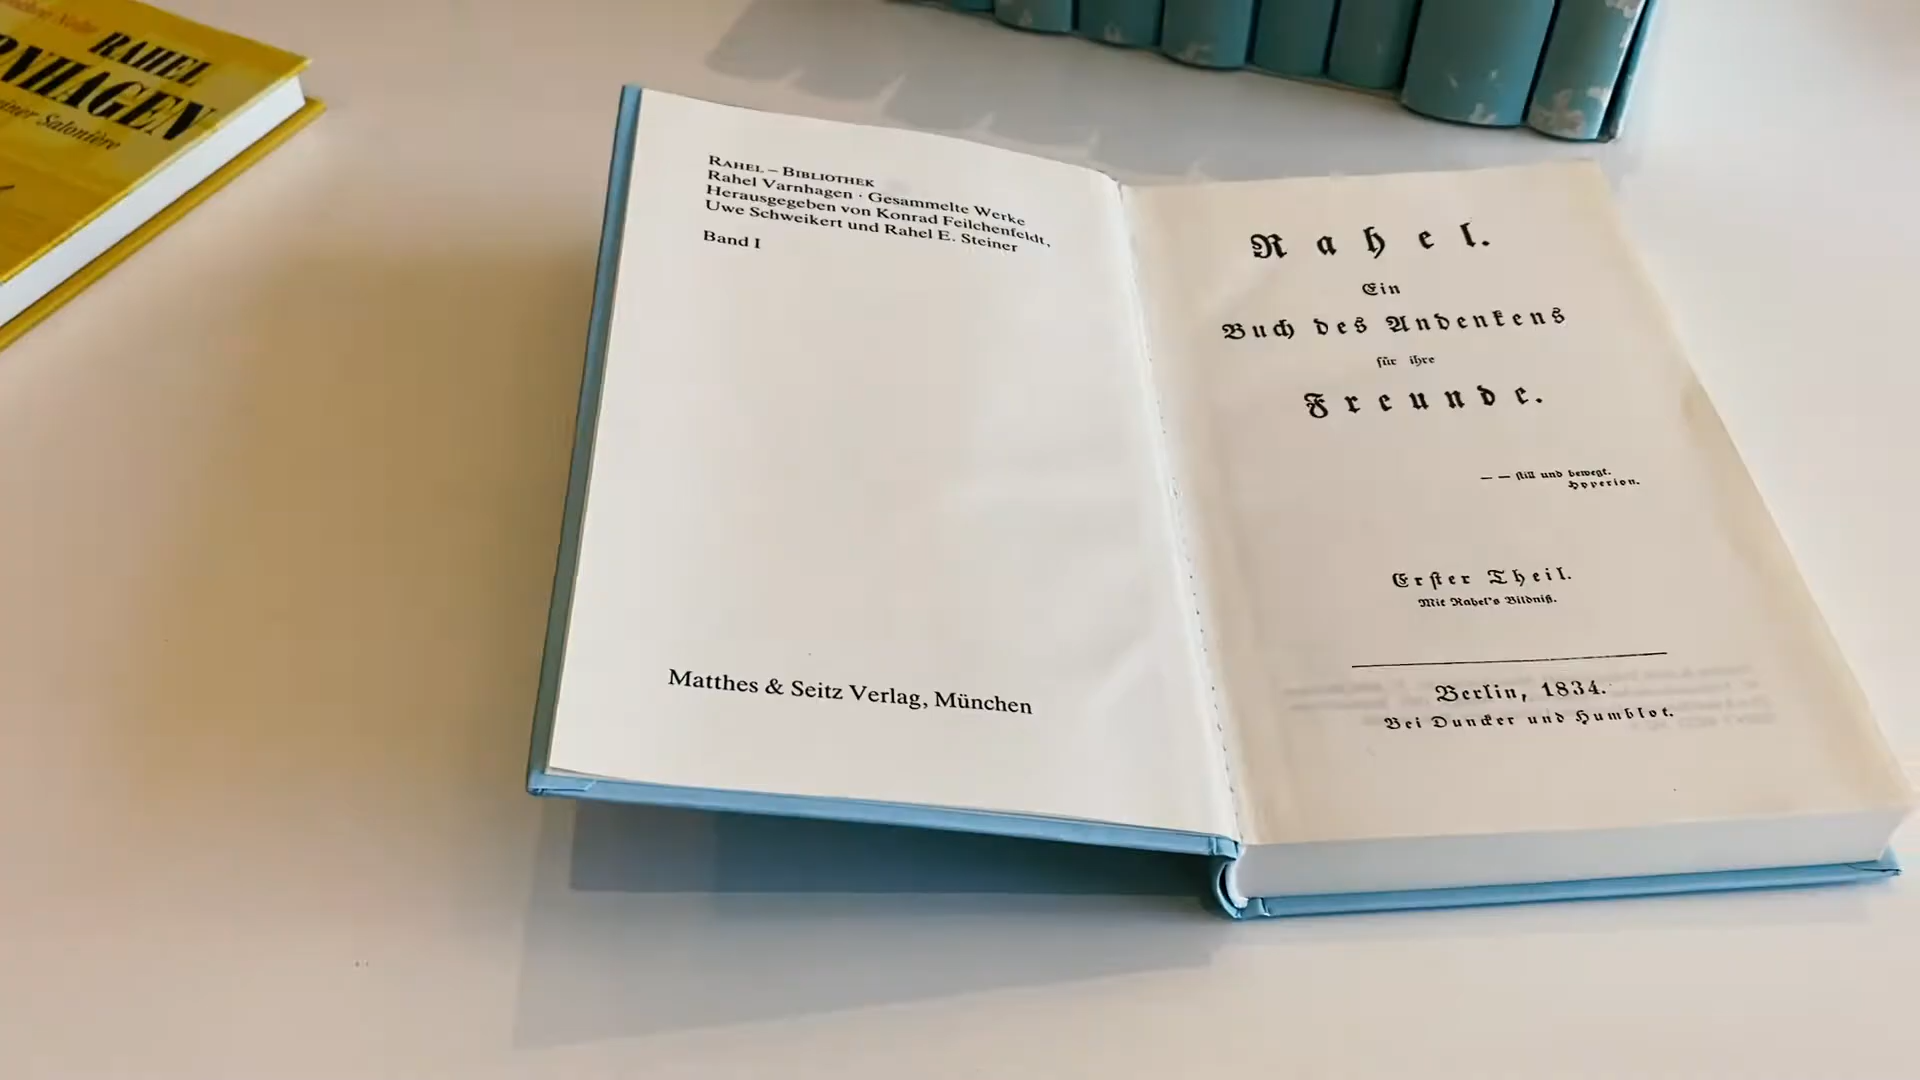 RAHEL
Salonière
RAHEL – BIBLIOTHEK
Rahel Varnhagen · Gesammelte Werke
Herausgegeben von Konrad Feilchenfeldt,
Uwe Schweikert und Rahel E. Steiner
Band I
Matthes & Seitz Verlag, München
Rahel.
Ein
Buch des Andenkens
für ihre
Freunde.
— — ſtill und bewegt.
Hyperion.
Erſter Theil.
Mit Rahel's Bildniß.
Berlin, 1834.
Bei Duncker und Humblot.